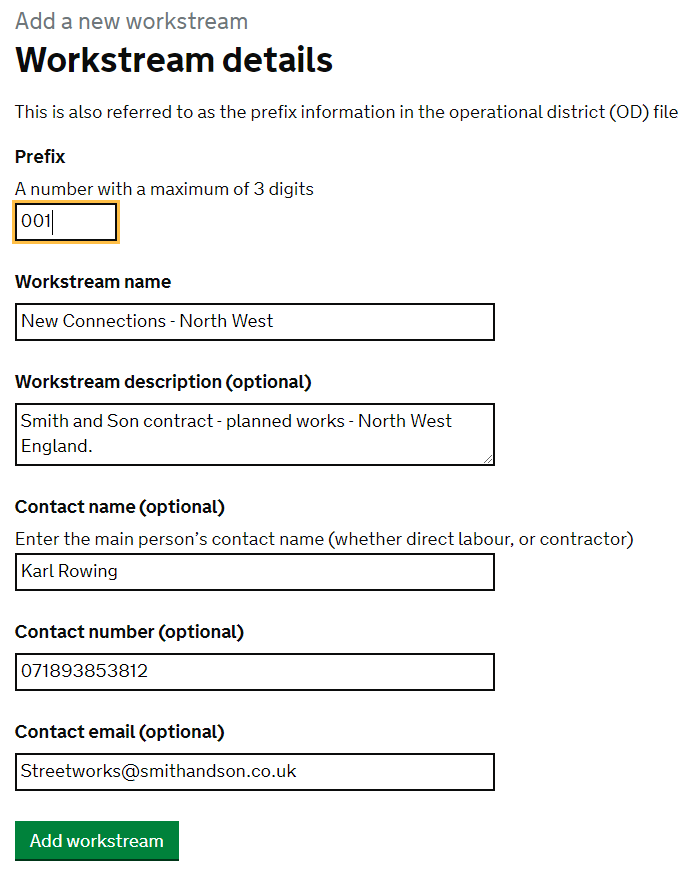 Add a new workstream
Workstream details
This is also referred to as the prefix information in the operational district (OD) file
Prefix
A number with a maximum of 3 digits
001
Workstream name
New Connections - North West
Workstream description (optional)
Smith and Son contract - planned works - North West
England.
Contact name (optional)
Enter the main person’s contact name (whether direct labour, or contractor)
Karl Rowing
Contact number (optional)
071893853812
Contact email (optional)
Streetworks@smithandson.co.uk
Add workstream